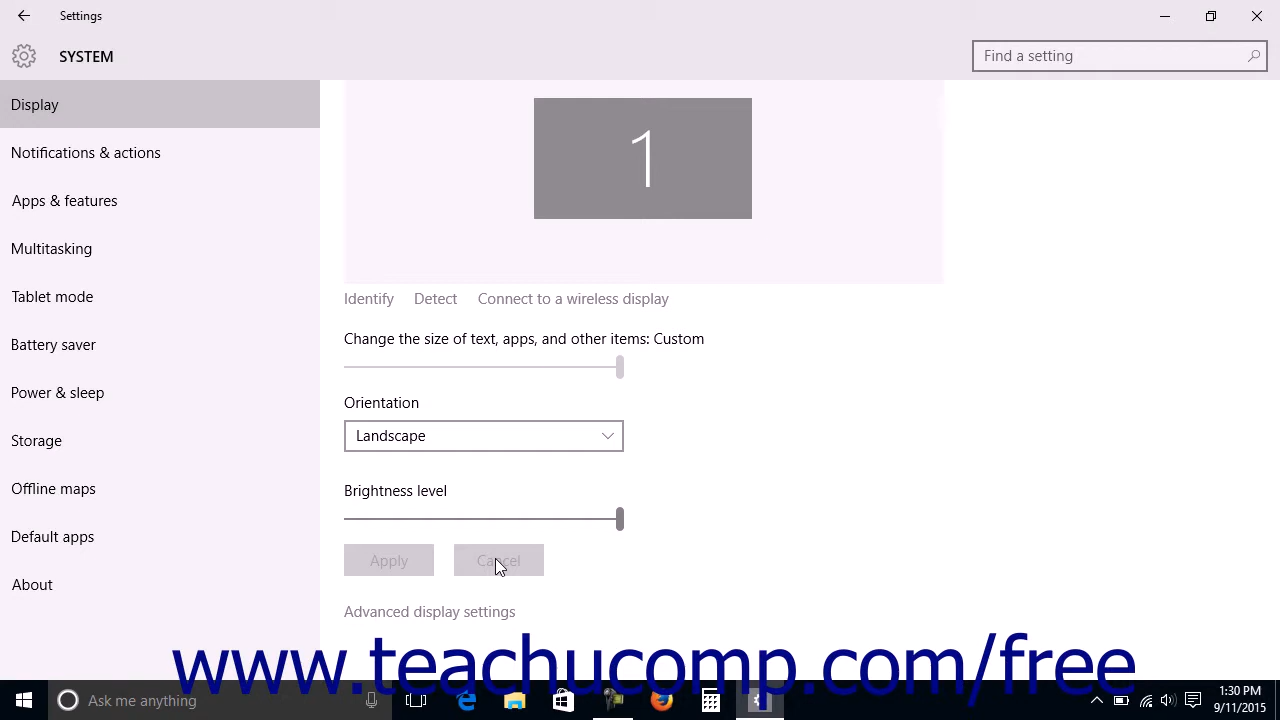 Settings
SYSTEM
Find a setting
Display
Notifications & actions
Apps & features
Multitasking
Tablet mode
Battery saver
Power & sleep
Storage
Offline maps
Default apps
About
1
Identify Detect Connect to a wireless display
Change the size of text, apps, and other items: Custom
Orientation
Landscape
Brightness level
Apply Cancel
Advanced display settings
www.teachucomp.com/free
Ask me anything
1:30 PM
9/11/2015